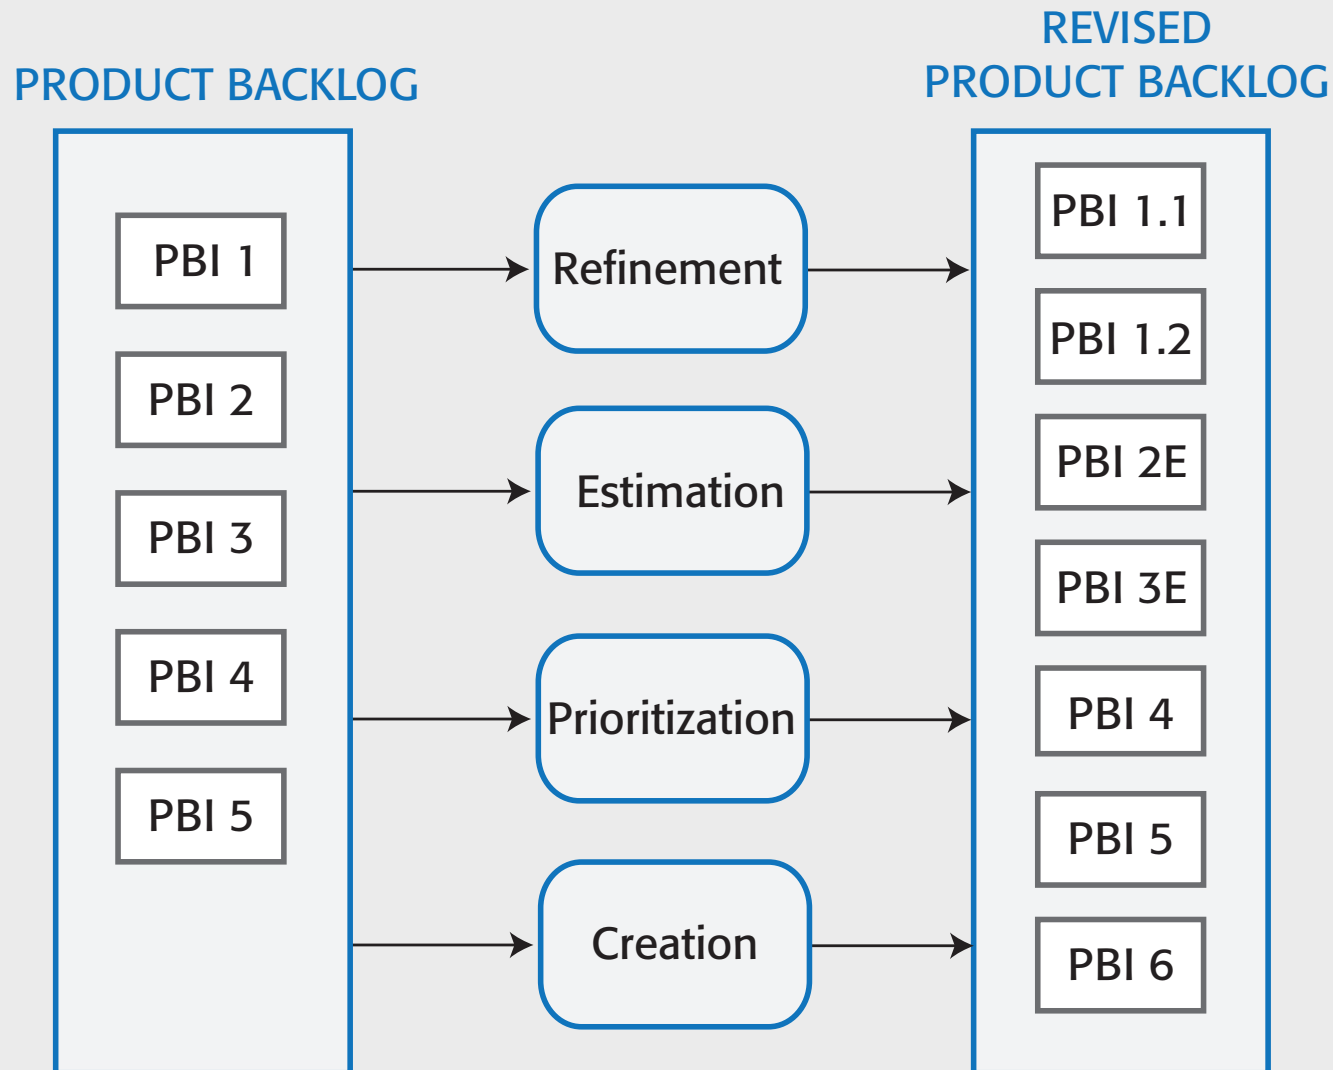 PRODUCT BACKLOG
PBI 1
PBI 2
PBI 3
PBI 4
PBI 5
Refinement
Estimation
Prioritization
Creation
REVISED
PRODUCT BACKLOG
PBI 1.1
PBI 1.2
PBI 2E
PBI 3E
PBI 4
PBI 5
PBI 6